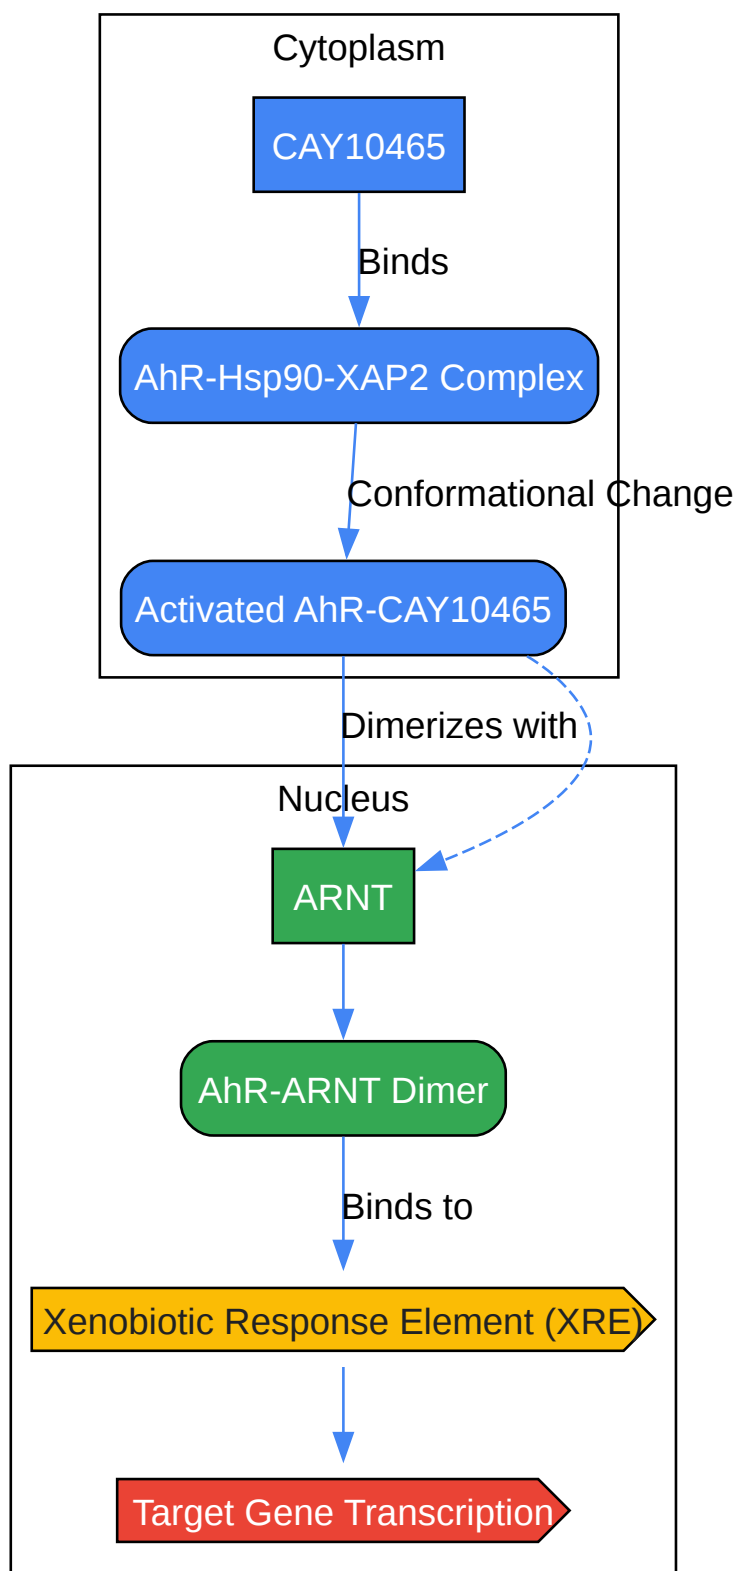 Cytoplasm
CAY10465
Binds
AhR-Hsp90-XAP2 Complex
Conformational Change
Activated AhR-CAY10465
Dimerizes with
Nucleus
ARNT
AhR-ARNT Dimer
Binds to
Xenobiotic Response Element (XRE)
Target Gene Transcription